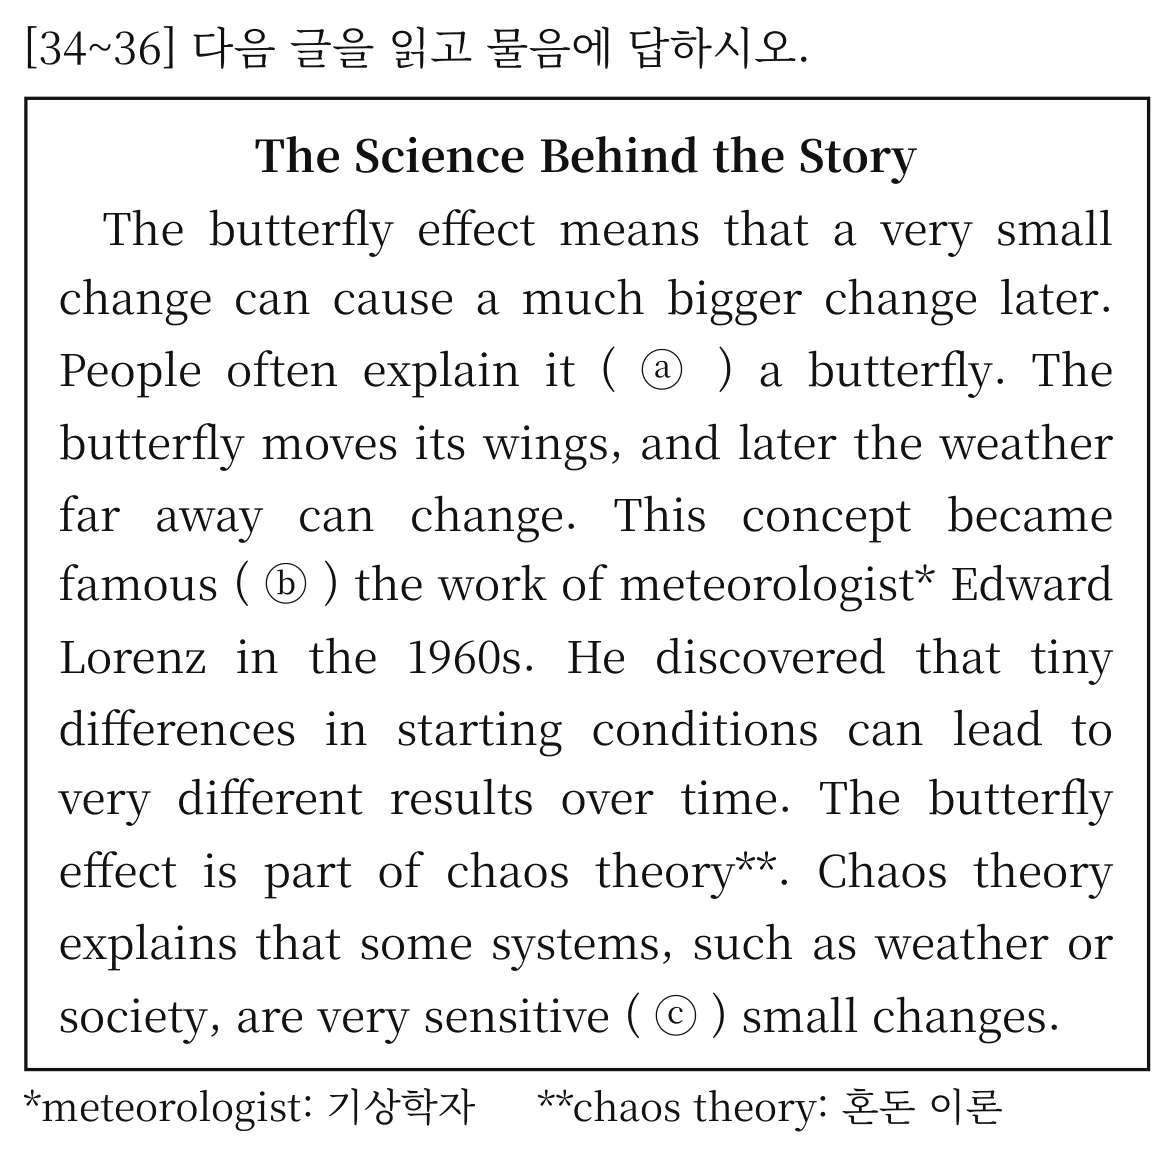 [34~36] 다음 글을 읽고 물음에 답하시오.
The Science Behind the Story
The butterfly effect means that a very small
change can cause a much bigger change later.
People often explain it ( ⓐ ) a butterfly. The
butterfly moves its wings, and later the weather
far away can change. This concept became
famous ( ⓑ ) the work of meteorologist* Edward
Lorenz in the 1960s. He discovered that tiny
differences in starting conditions can lead to
very different results over time. The butterfly
effect is part of chaos theory**. Chaos theory
explains that some systems, such as weather or
society, are very sensitive ( ⓒ ) small changes.
*meteorologist: 기상학자 **chaos theory: 혼돈 이론